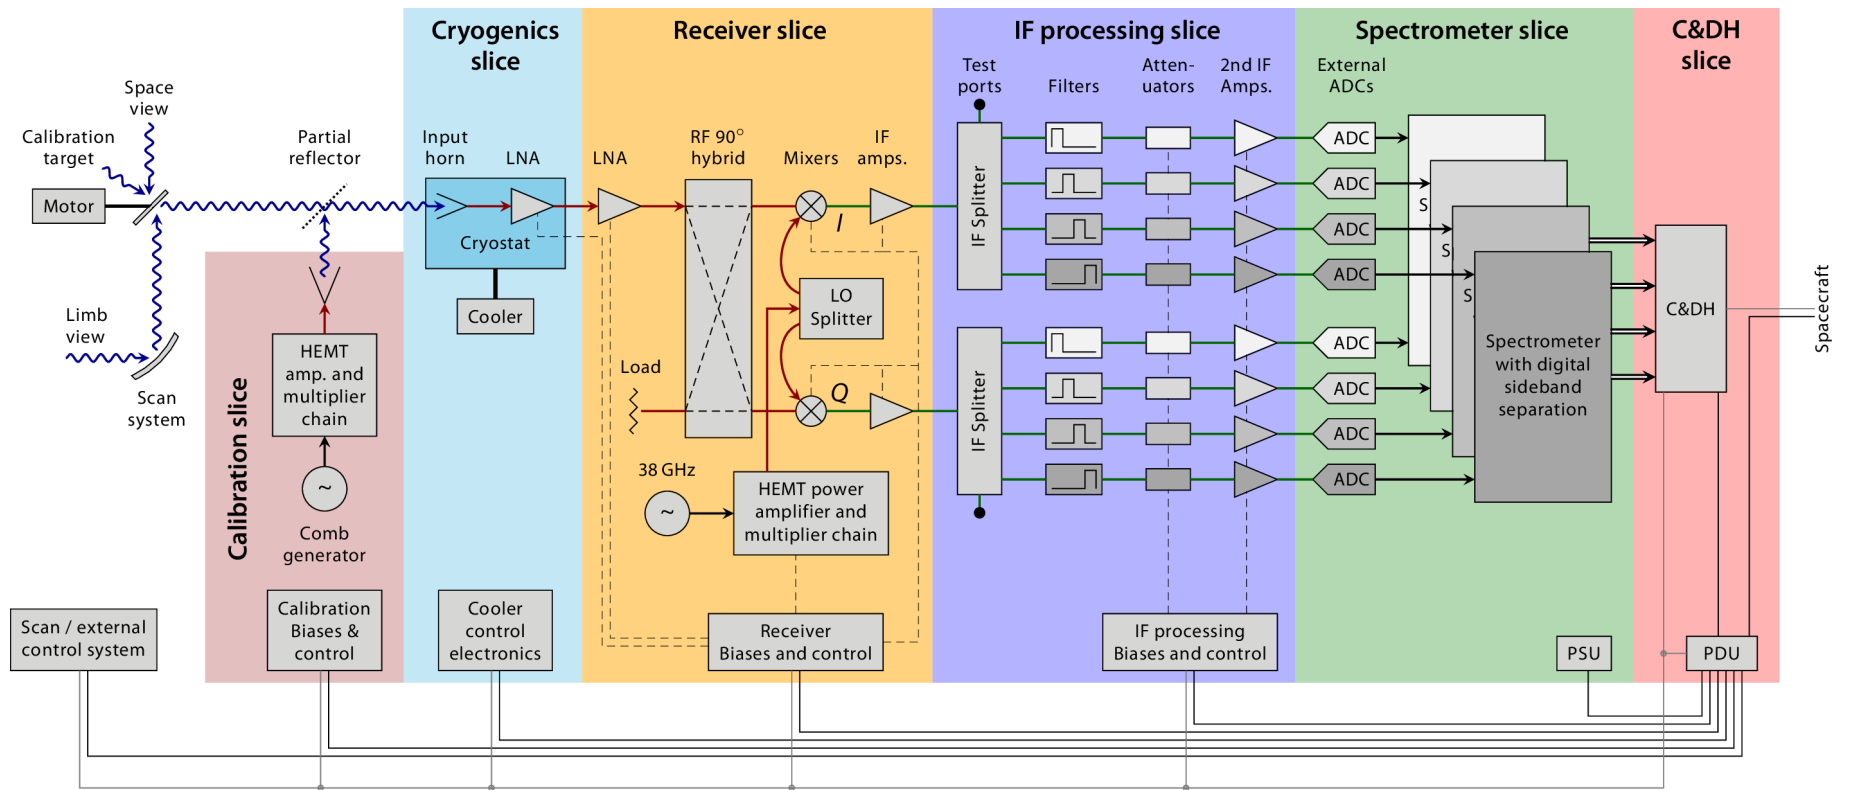 Cryogenics
slice
Receiver slice
IF processing slice
Spectrometer slice
C&DH
slice
Space
view
Calibration
target
Motor
Partial
reflector
Limb
view
Scan
system
Input
horn
LNA
Cryostat
Cooler
LNA
RF 90°
hybrid
Mixers
IF
amps.
I
LO
Splitter
Q
Load
38 GHz
~
HEMT power
amplifier and
multiplier chain
Test
ports
Filters
Atten-
uators
2nd IF
Amps.
External
ADCs
IF Splitter
IF Splitter
ADC
ADC
ADC
ADC
ADC
ADC
ADC
ADC
S
S
S
Spectrometer
with digital
sideband
separation
C&DH
Spacecraft
Calibration slice
HEMT
amp. and
multiplier
chain
~
Comb
generator
Scan / external
control system
Calibration
Biases &
control
Cooler
control
electronics
Receiver
Biases and control
IF processing
Biases and control
PSU
PDU